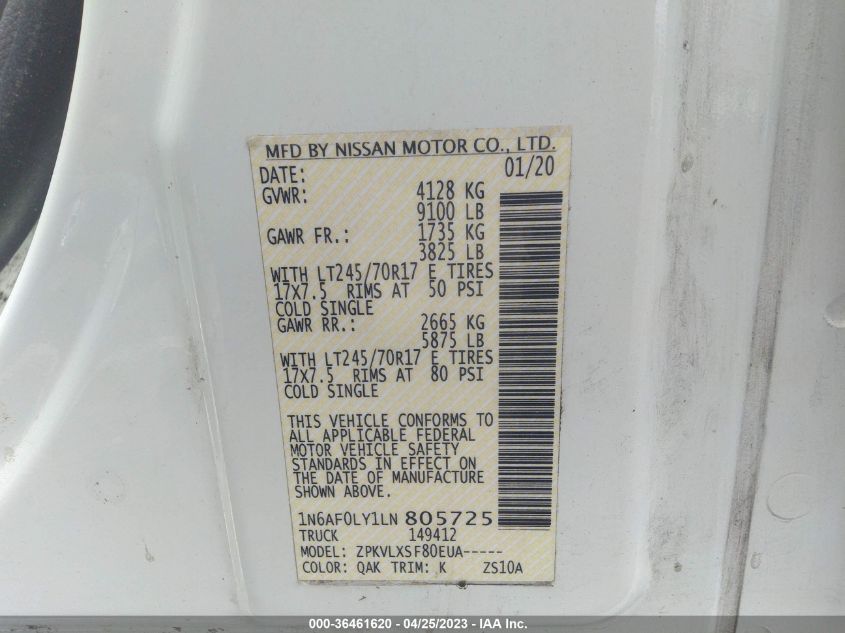 MFD BY NISSAN MOTOR CO., LTD.
DATE: 01/20
GVWR: 4128 KG
9100 LB
GAWR FR.: 1735 KG
3825 LB
WITH LT245/70R17 E TIRES
17X7.5 RIMS AT 50 PSI
COLD SINGLE
GAWR RR.: 2665 KG
5875 LB
WITH LT245/70R17 E TIRES
17X7.5 RIMS AT 80 PSI
COLD SINGLE
THIS VEHICLE CONFORMS TO
ALL APPLICABLE FEDERAL
MOTOR VEHICLE SAFETY
STANDARDS IN EFFECT ON
THE DATE OF MANUFACTURE
SHOWN ABOVE.
1N6AF0LY1LN 805725
TRUCK 149412
MODEL: ZPKVLXSF80EUA-----
COLOR: QAK TRIM: K ZS10A
000-36461620 - 04/25/2023 - IAA Inc.